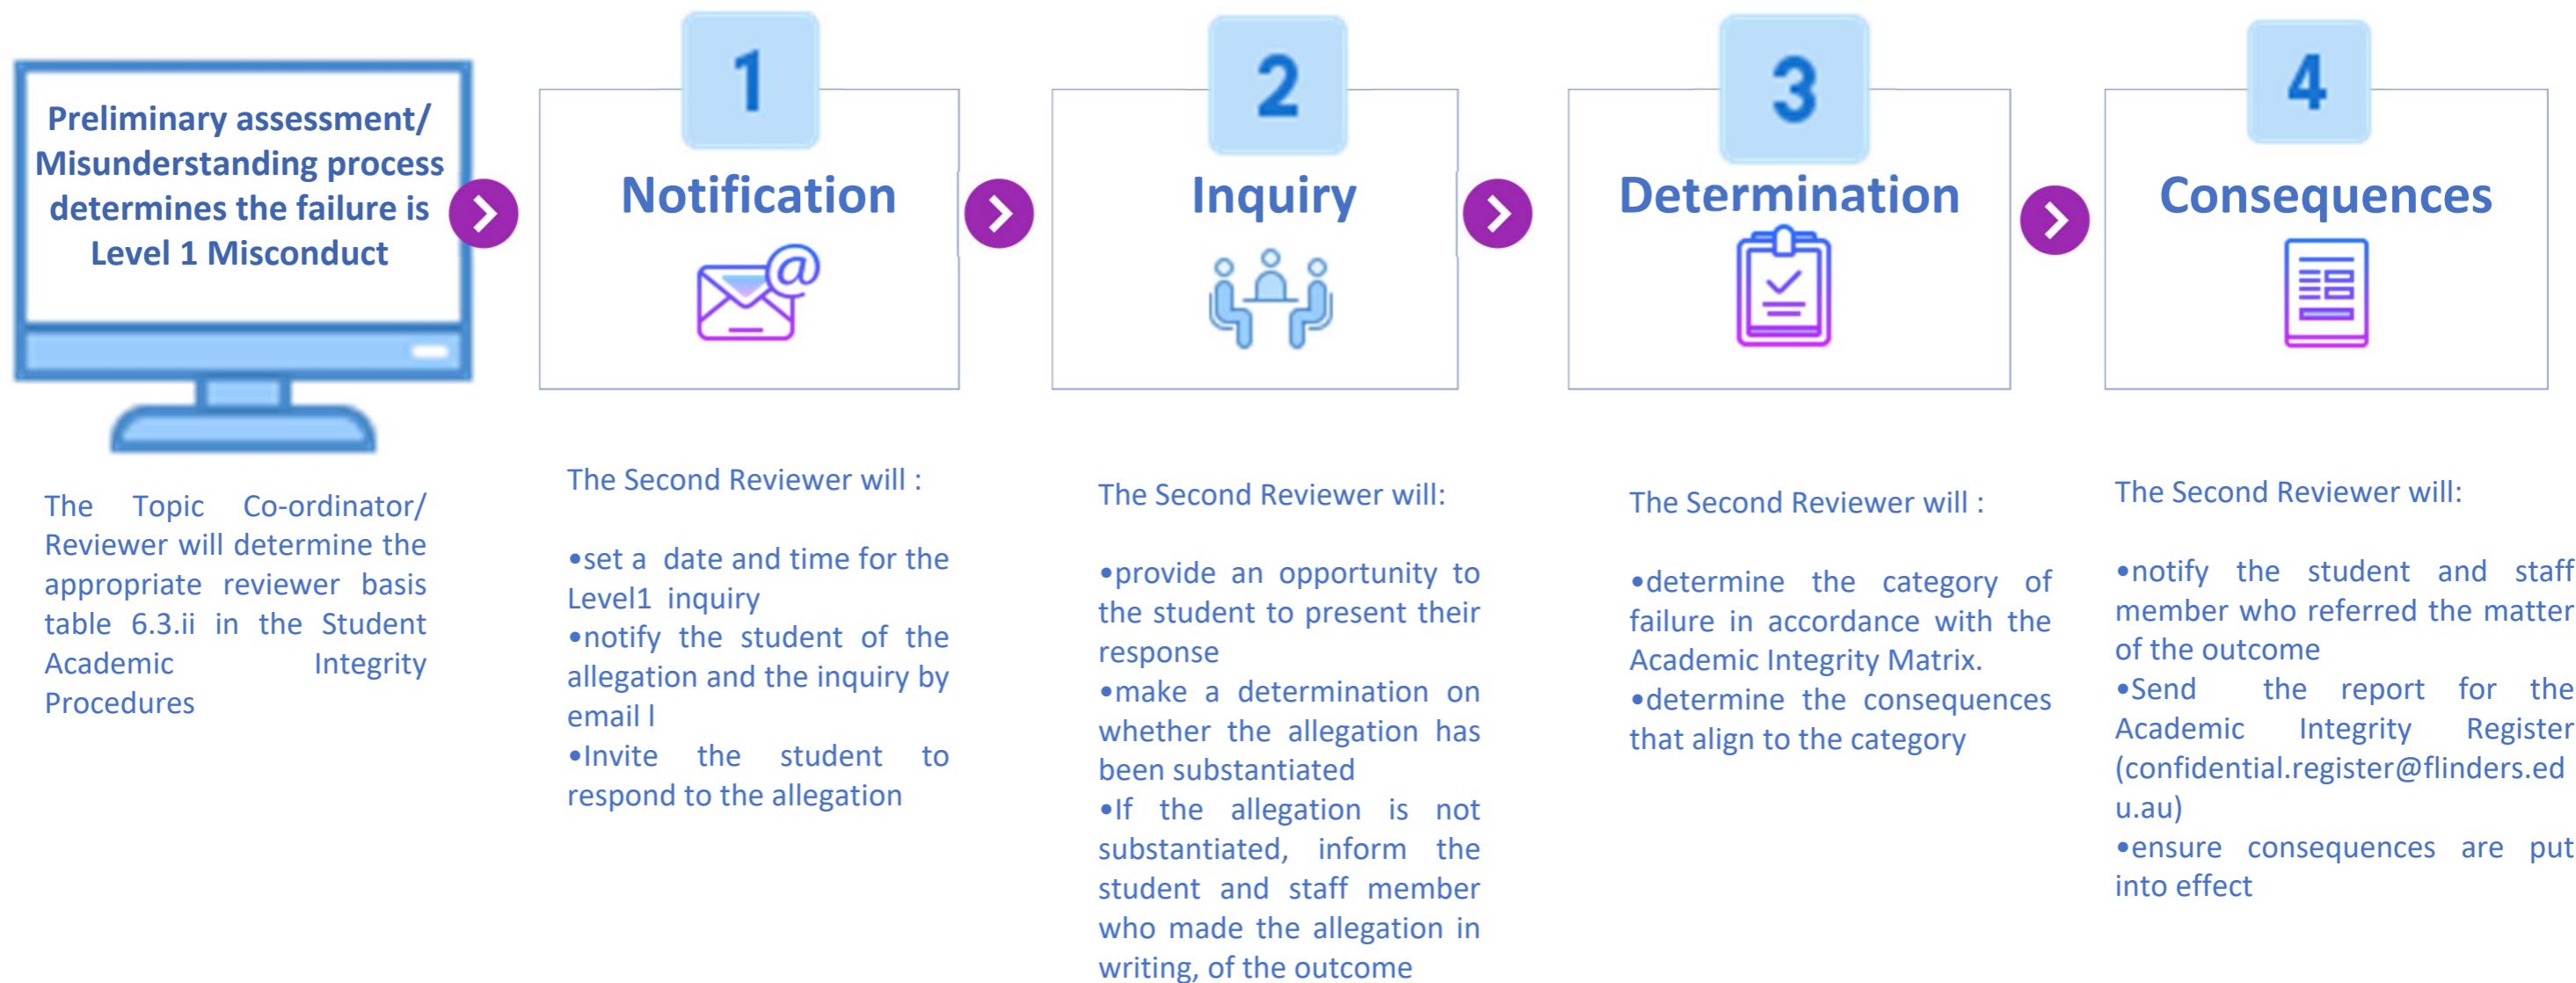 Preliminary assessment/
Misunderstanding process
determines the failure is
Level 1 Misconduct
The Topic Co-ordinator/
Reviewer will determine the
appropriate reviewer basis
table 6.3.ii in the Student
Academic Integrity
Procedures
1
Notification
@
The Second Reviewer will :
•set a date and time for the
Level1 inquiry
•notify the student of the
allegation and the inquiry by
email l
•Invite the student to
respond to the allegation
2
Inquiry
The Second Reviewer will:
•provide an opportunity to
the student to present their
response
•make a determination on
whether the allegation has
been substantiated
•If the allegation is not
substantiated, inform the
student and staff member
who made the allegation in
writing, of the outcome
3
Determination
The Second Reviewer will :
•determine the category of
failure in accordance with the
Academic Integrity Matrix.
•determine the consequences
that align to the category
4
Consequences
The Second Reviewer will:
•notify the student and staff
member who referred the matter
of the outcome
•Send the report for the
Academic Integrity Register
(confidential.register@flinders.ed
u.au)
•ensure consequences are put
into effect